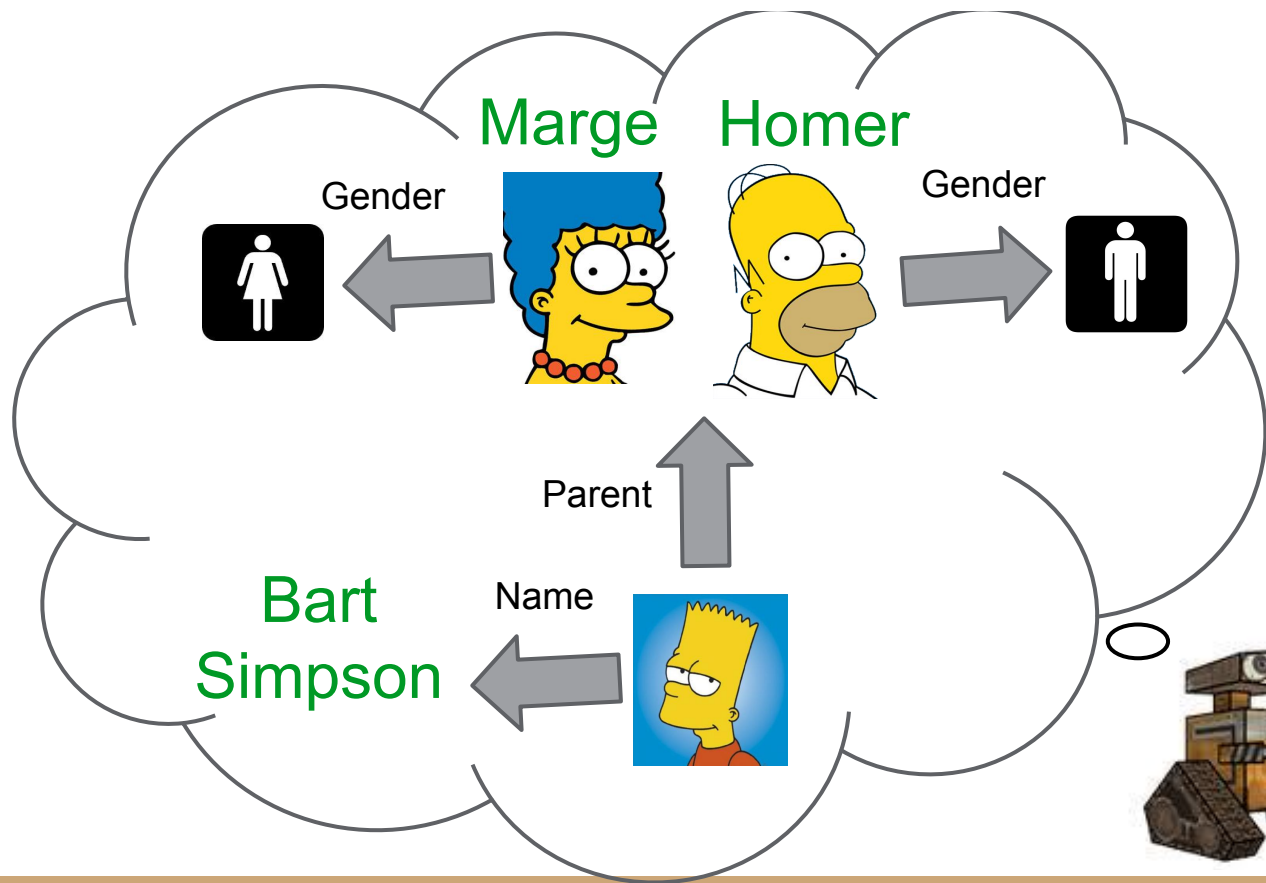 Marge Homer
Gender Gender
Parent
Bart
Simpson
Name